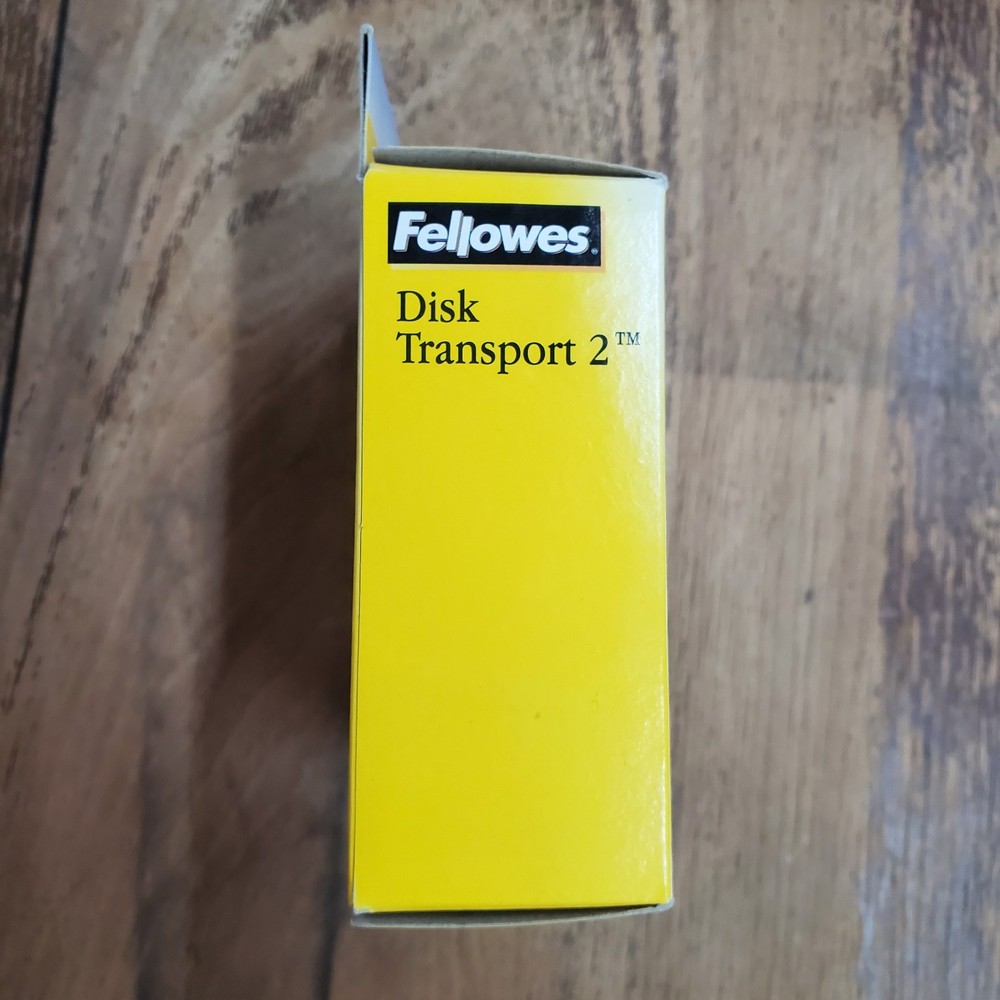 Fellowes®
Disk
Transport 2™